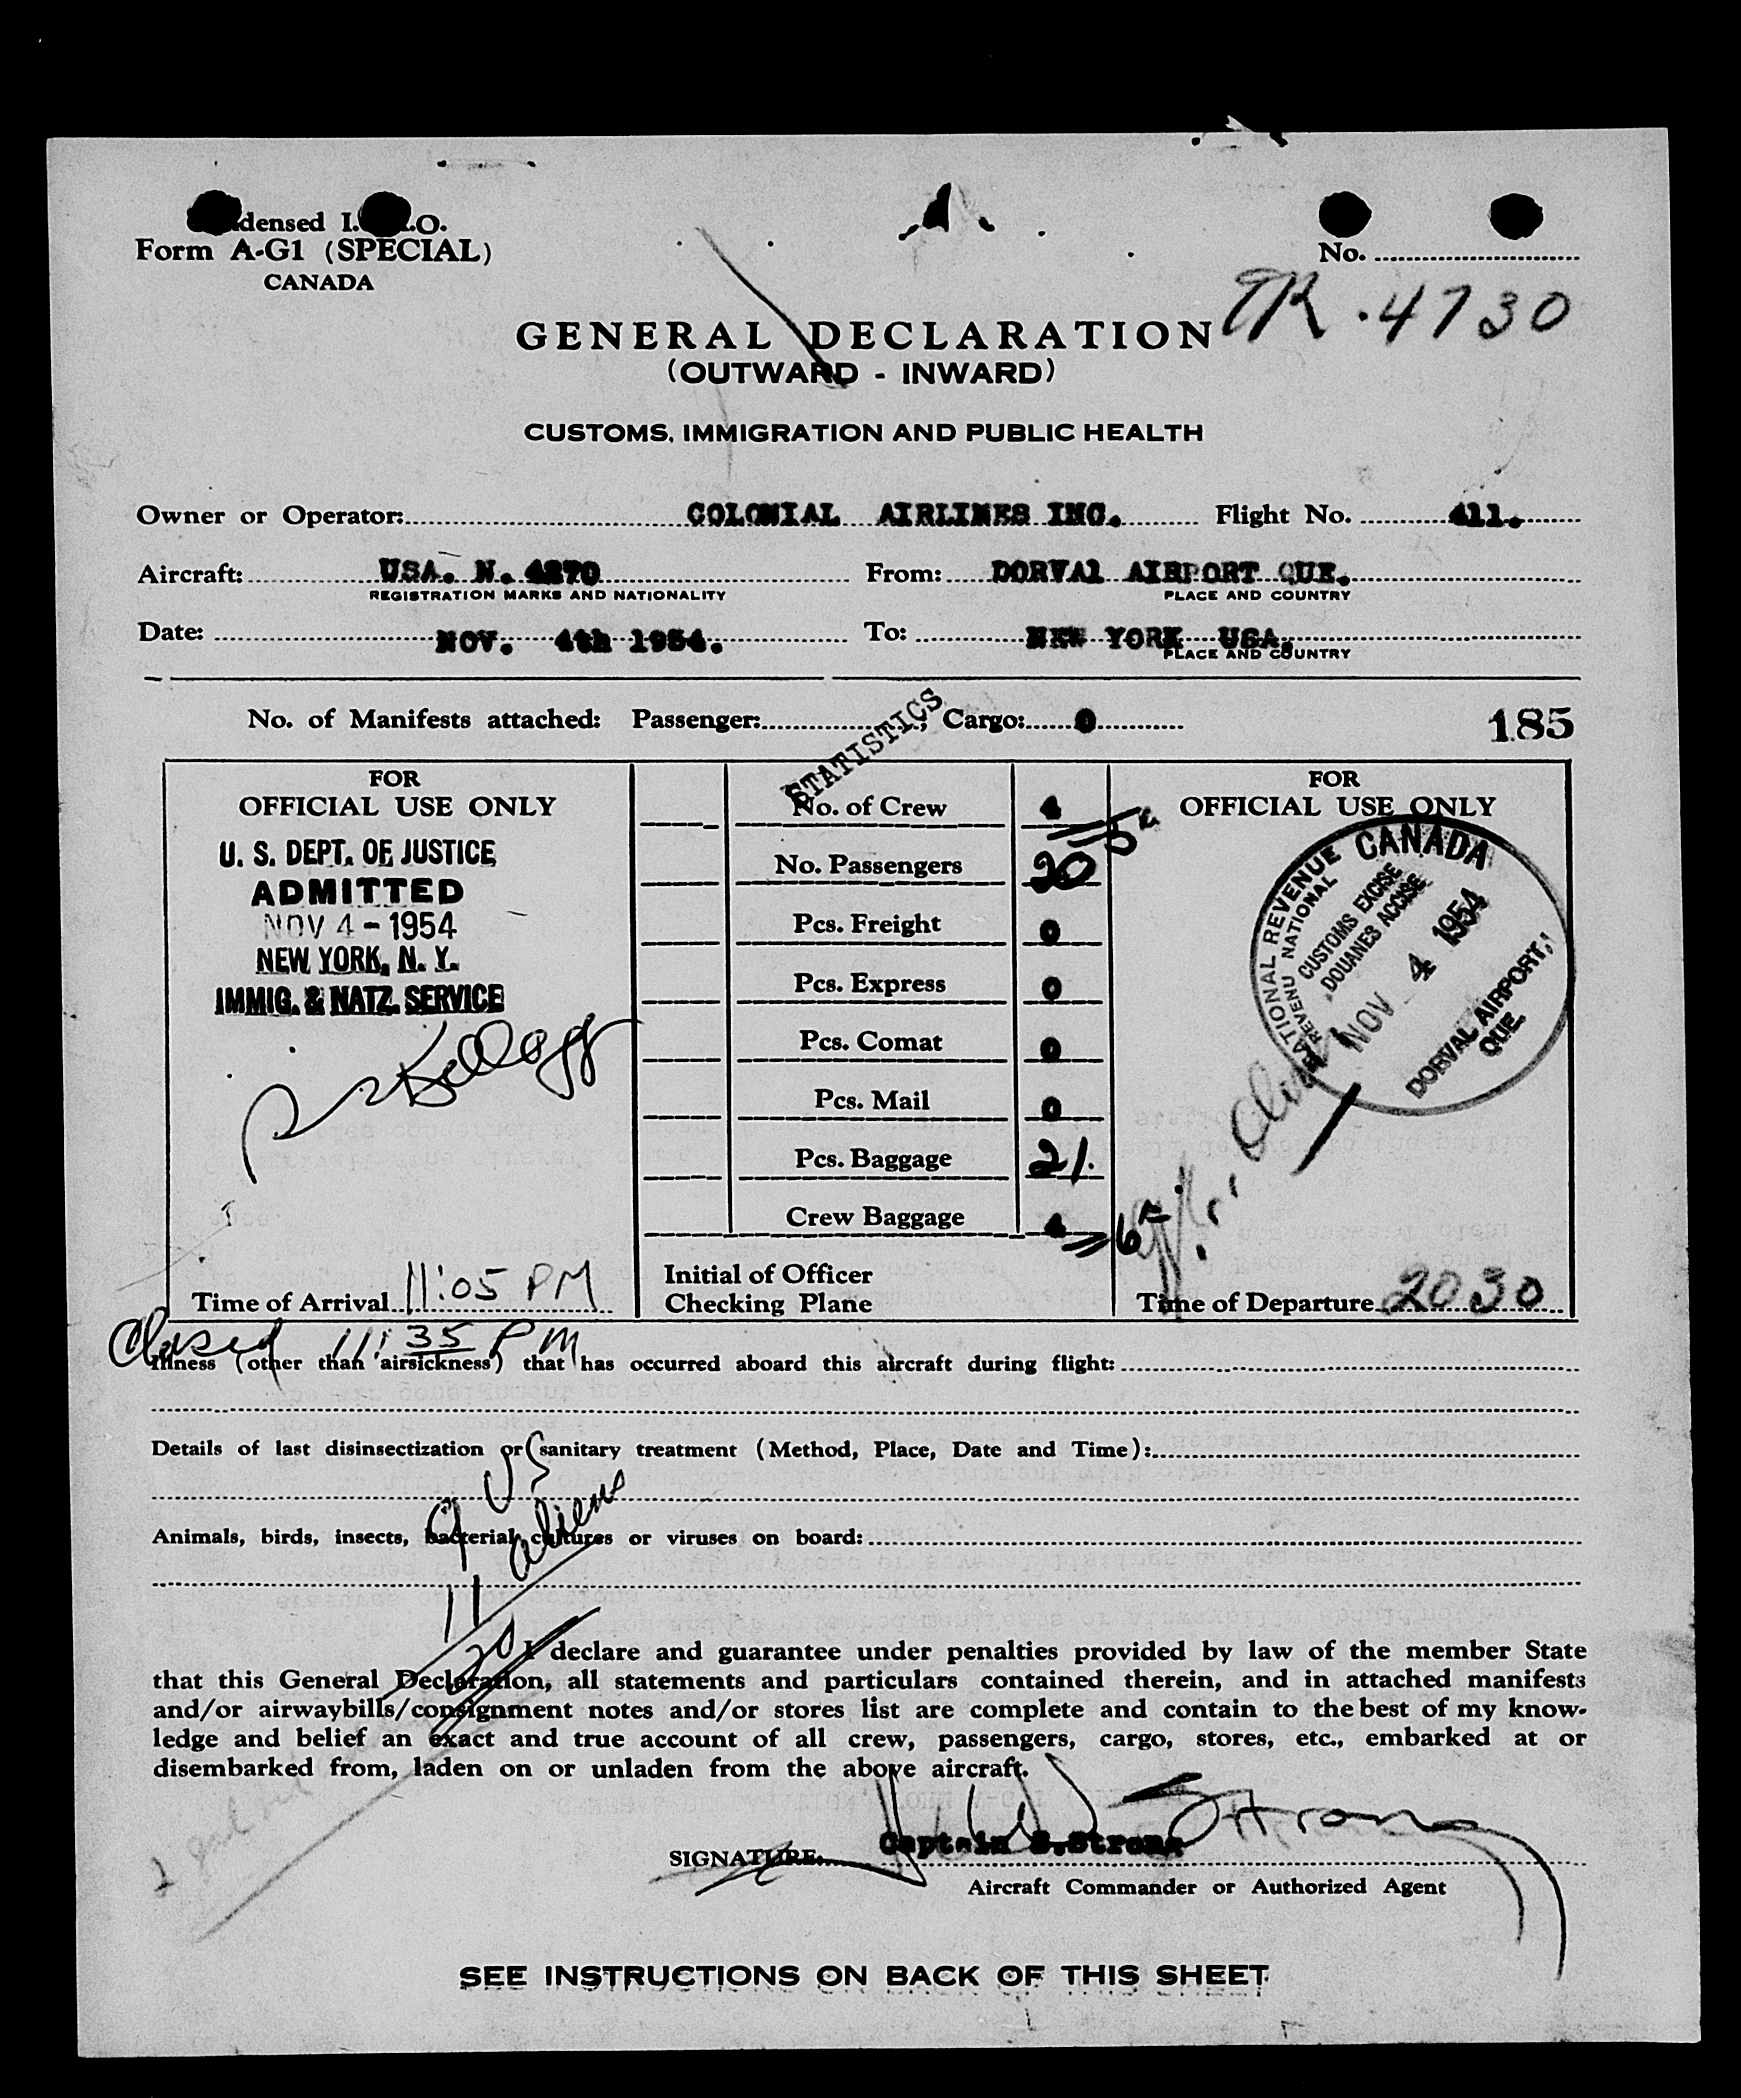 densed I. .O.
Form A-G1 (SPECIAL)
CANADA
No.
TR. 4730
GENERAL DECLARATION
(OUTWARD - INWARD)
CUSTOMS, IMMIGRATION AND PUBLIC HEALTH
Owner or Operator: COLONIAL AIRLINES INC. Flight No. 411.
Aircraft: USA. N. 4270 From: DORVAl AIRPORT QUE.
REGISTRATION MARKS AND NATIONALITY PLACE AND COUNTRY
Date: NOV. 4th 1954. To: NEW YORK USA.
PLACE AND COUNTRY
No. of Manifests attached: Passenger: ; Cargo: 0 185
STATISTICS
FOR
OFFICIAL USE ONLY
U. S. DEPT. OF JUSTICE
ADMITTED
NOV 4 - 1954
NEW YORK, N. Y.
IMMIG. & NATZ. SERVICE
Kellogg
Time of Arrival 11:05 PM
No. of Crew 4 5
No. Passengers 20
Pcs. Freight 0
Pcs. Express 0
Pcs. Comat 0
Pcs. Mail 0
Pcs. Baggage 21.
Crew Baggage 4 6
Initial of Officer
Checking Plane
FOR
OFFICIAL USE ONLY
NATIONAL REVENUE CANADA
REVENU NATIONAL
CUSTOMS EXCISE
DOUANES ACCISE
NOV 4 1954
DORVAL AIRPORT,
QUE.
Time of Departure 2030
Closed 11:35 PM
Illness (other than airsickness) that has occurred aboard this aircraft during flight:
Details of last disinsectization or sanitary treatment (Method, Place, Date and Time):
9 US
Animals, birds, insects, bacterial cultures or viruses on board:
11 aliens
20
I declare and guarantee under penalties provided by law of the member State
that this General Declaration, all statements and particulars contained therein, and in attached manifests
and/or airwaybills/consignment notes and/or stores list are complete and contain to the best of my know-
ledge and belief an exact and true account of all crew, passengers, cargo, stores, etc., embarked at or
disembarked from, laden on or unladen from the above aircraft.
SIGNATURE: Captain S.Strong Strong
Aircraft Commander or Authorized Agent
SEE INSTRUCTIONS ON BACK OF THIS SHEET